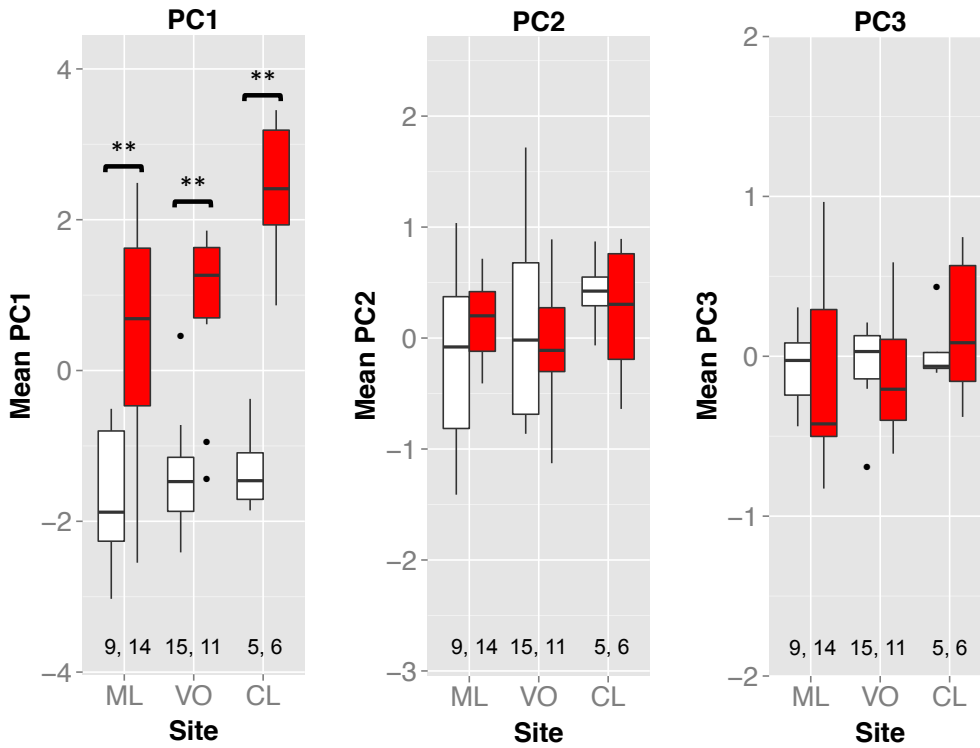 PC1
Mean PC1
4
2
0
−2
−4
**
**
**
9, 14
15, 11
5, 6
ML
VO
CL
Site
PC2
Mean PC2
2
1
0
−1
−2
−3
9, 14
15, 11
5, 6
ML
VO
CL
Site
PC3
Mean PC3
2
1
0
−1
−2
9, 14
15, 11
5, 6
ML
VO
CL
Site